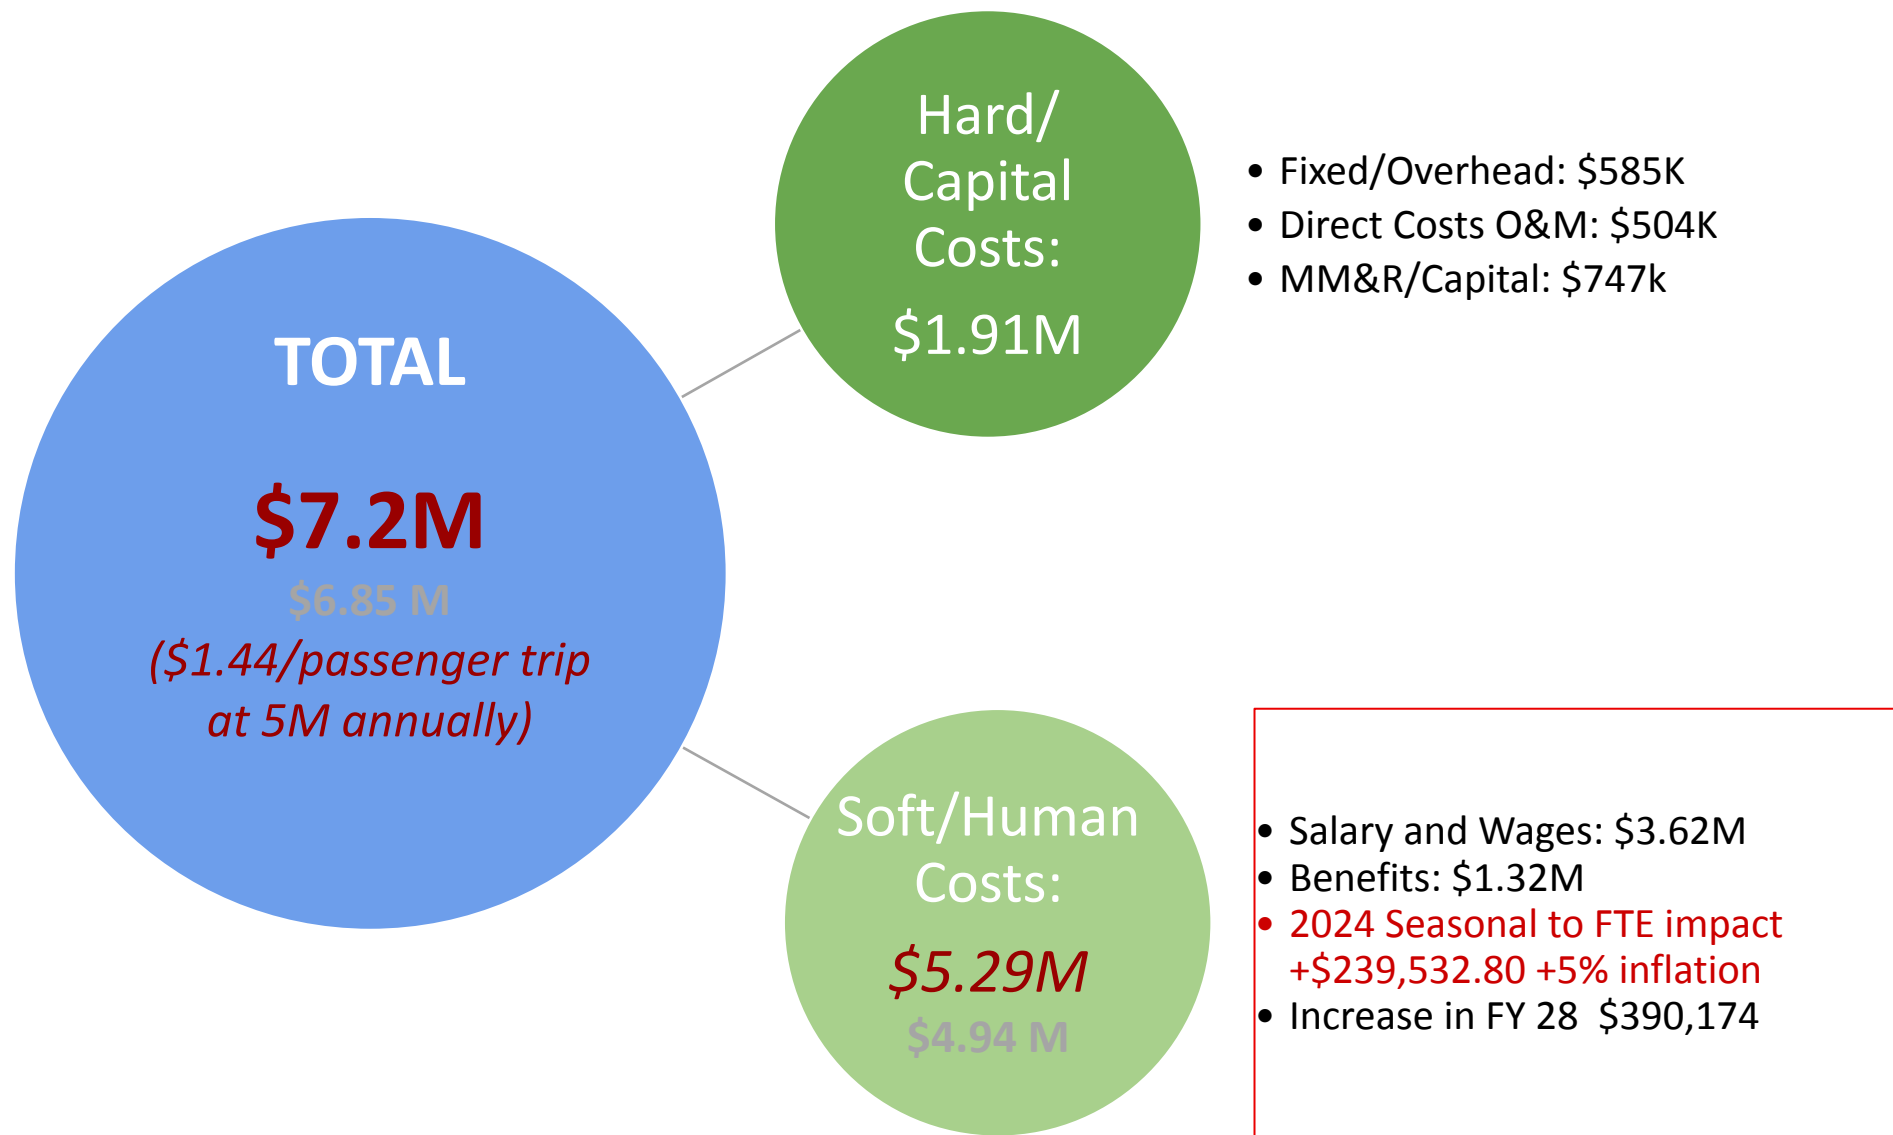 TOTAL
$7.2M
$6.85 M
($1.44/passenger trip
at 5M annually)
Hard/
Capital
Costs:
$1.91M
• Fixed/Overhead: $585K
• Direct Costs O&M: $504K
• MM&R/Capital: $747k
Soft/Human
Costs:
$5.29M
$4.94 M
• Salary and Wages: $3.62M
• Benefits: $1.32M
• 2024 Seasonal to FTE impact
+$239,532.80 +5% inflation
• Increase in FY 28  $390,174